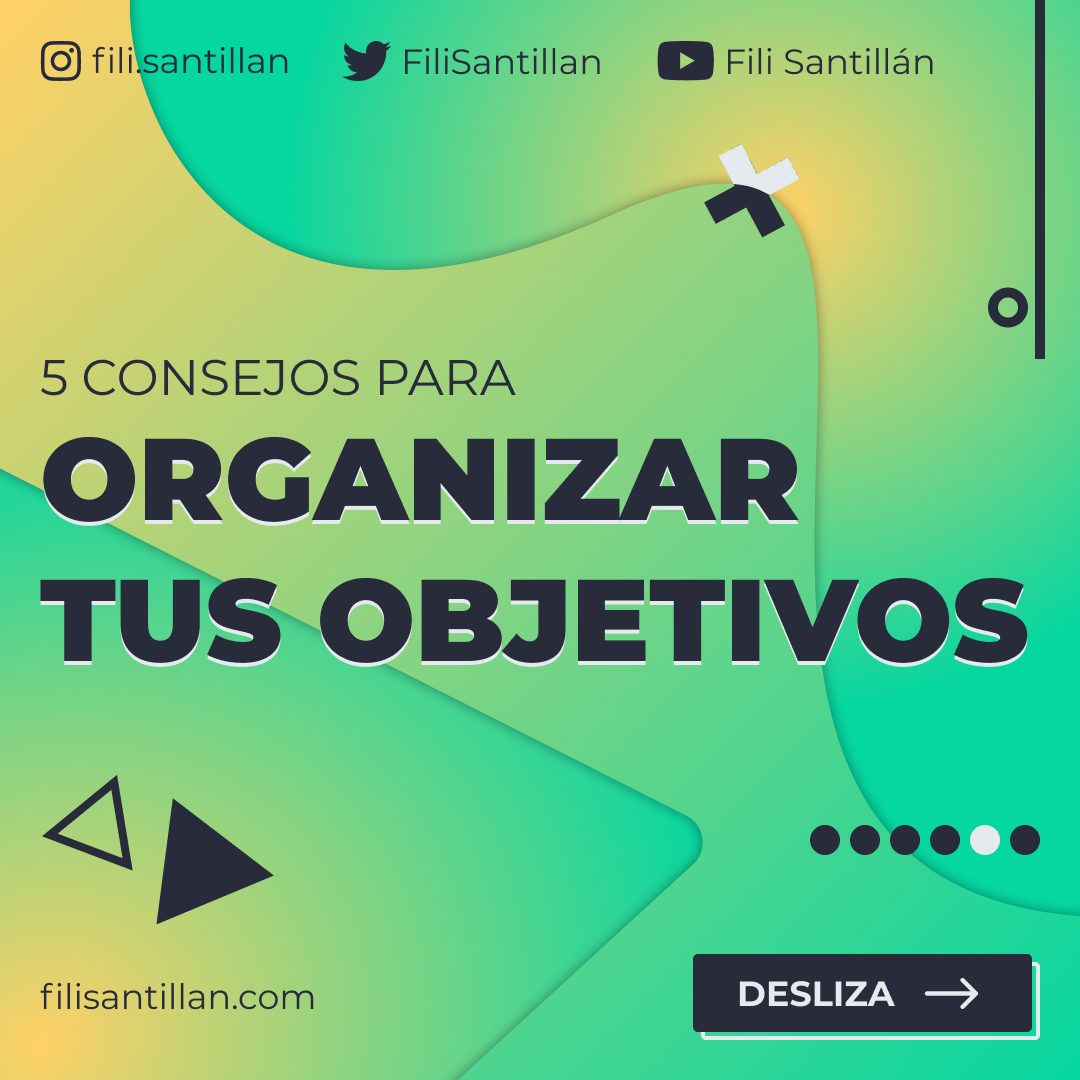 fili.santillan FiliSantillan Fili Santillán
5 CONSEJOS PARA
ORGANIZAR
TUS OBJETIVOS
filisantillan.com
DESLIZA